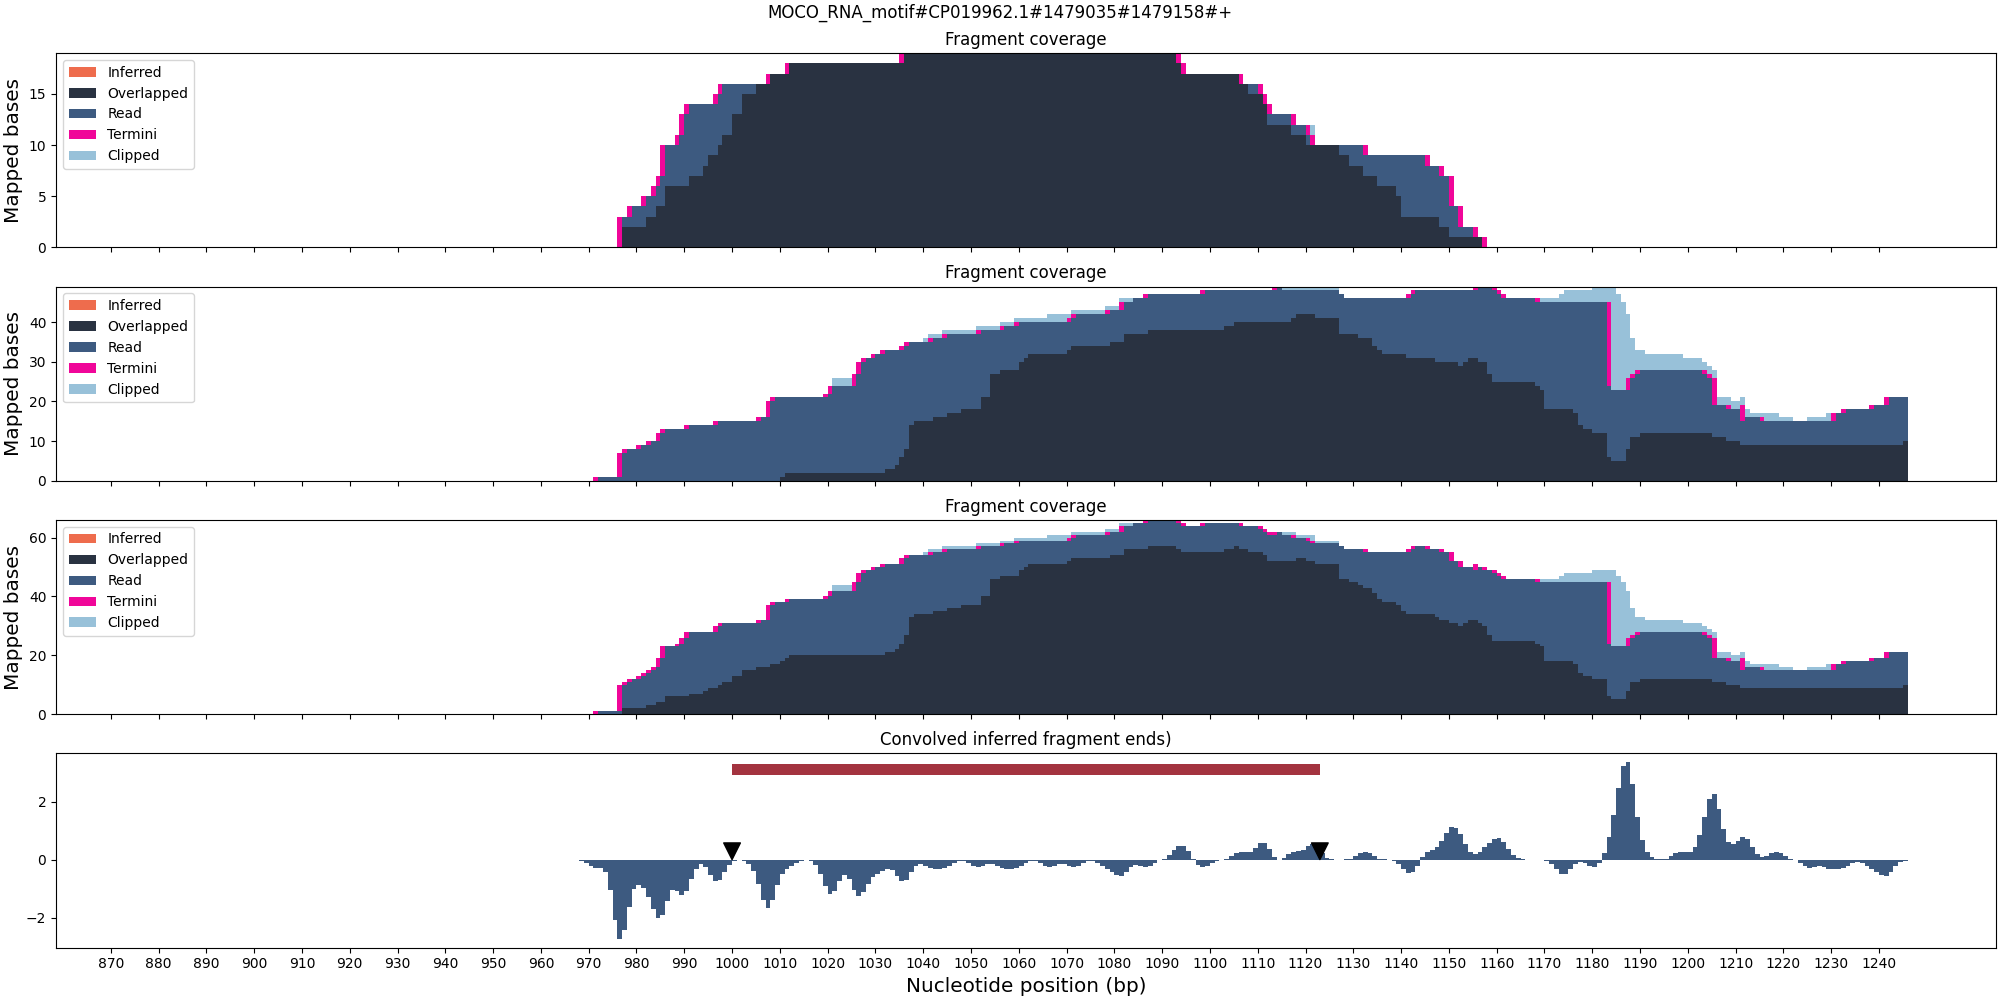 MOCO_RNA_motif#CP019962.1#1479035#1479158#+
Fragment coverage
Mapped bases
15
10
5
0
Inferred
Overlapped
Read
Termini
Clipped
Fragment coverage
Mapped bases
40
30
20
10
0
Inferred
Overlapped
Read
Termini
Clipped
Fragment coverage
Mapped bases
60
40
20
0
Inferred
Overlapped
Read
Termini
Clipped
Convolved inferred fragment ends)
2
0
−2
870 880 890 900 910 920 930 940 950 960 970 980 990 1000 1010 1020 1030 1040 1050 1060 1070 1080 1090 1100 1110 1120 1130 1140 1150 1160 1170 1180 1190 1200 1210 1220 1230 1240
Nucleotide position (bp)